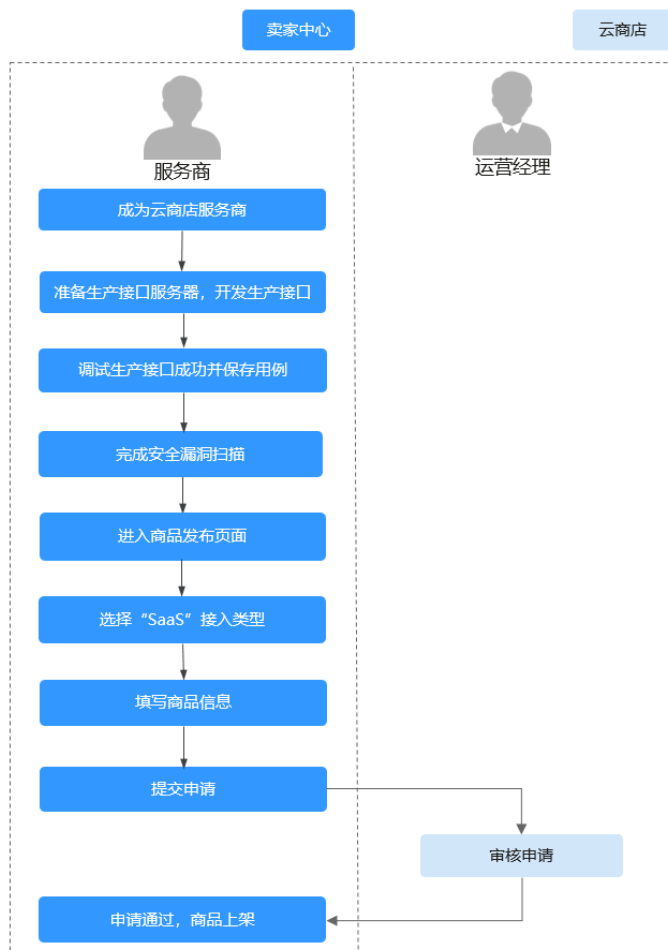 卖家中心
云商店
服务商
运营经理
成为云商店服务商
准备生产接口服务器，开发生产接口
调试生产接口成功并保存用例
完成安全漏洞扫描
进入商品发布页面
选择“SaaS”接入类型
填写商品信息
提交申请
审核申请
申请通过，商品上架